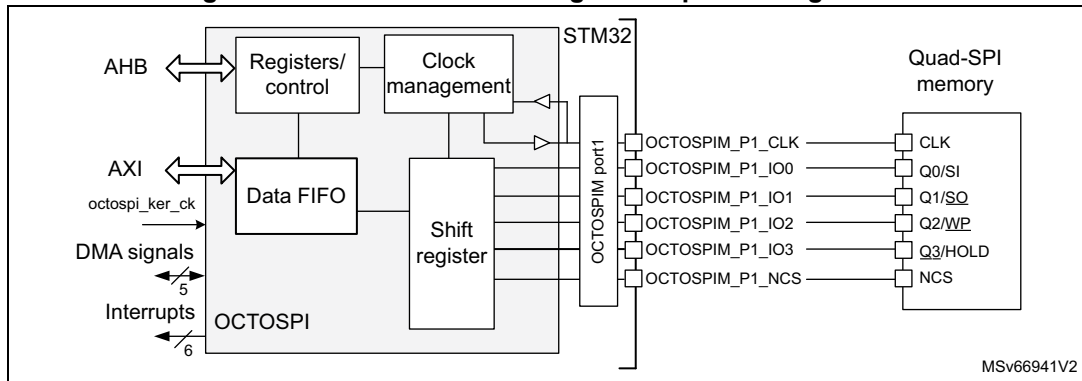 STM32
Registers/
control
Clock
management
Quad-SPI
memory
AHB
AXI
Data FIFO
octospi_ker_ck
Shift
register
DMA signals
5
Interrupts
6
OCTOSPI
OCTOSPIM port1
OCTOSPIM_P1_CLK
CLK
OCTOSPIM_P1_IO0
Q0/SI
OCTOSPIM_P1_IO1
Q1/SO
OCTOSPIM_P1_IO2
Q2/WP
OCTOSPIM_P1_IO3
Q3/HOLD
OCTOSPIM_P1_NCS
NCS
MSv66941V2